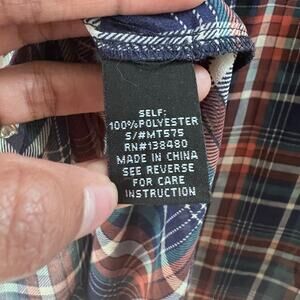 SELF:
100%POLYESTER
S/#MT575
RN#138480
MADE IN CHINA
SEE REVERSE
FOR CARE
INSTRUCTION